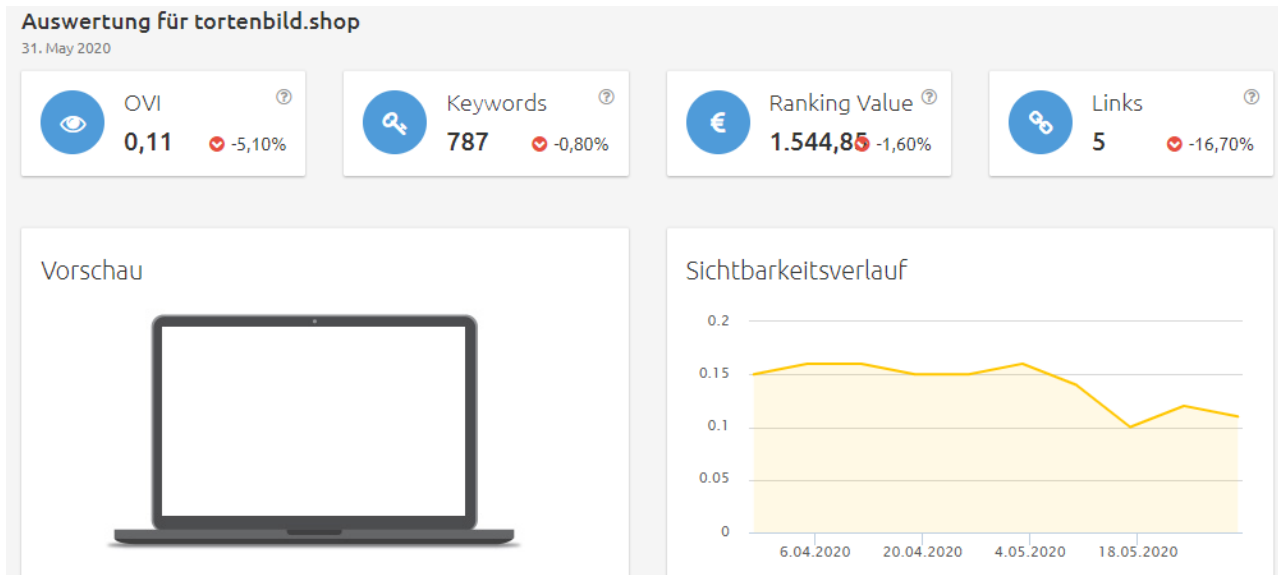 Auswertung für tortenbild.shop
31. May 2020
OVI
0,11 -5,10%
Keywords
787 -0,80%
Ranking Value
€ 1.544,85 -1,60%
Links
5 -16,70%
Vorschau
Sichtbarkeitsverlauf
0.2
0.15
0.1
0.05
0
6.04.2020 20.04.2020 4.05.2020 18.05.2020